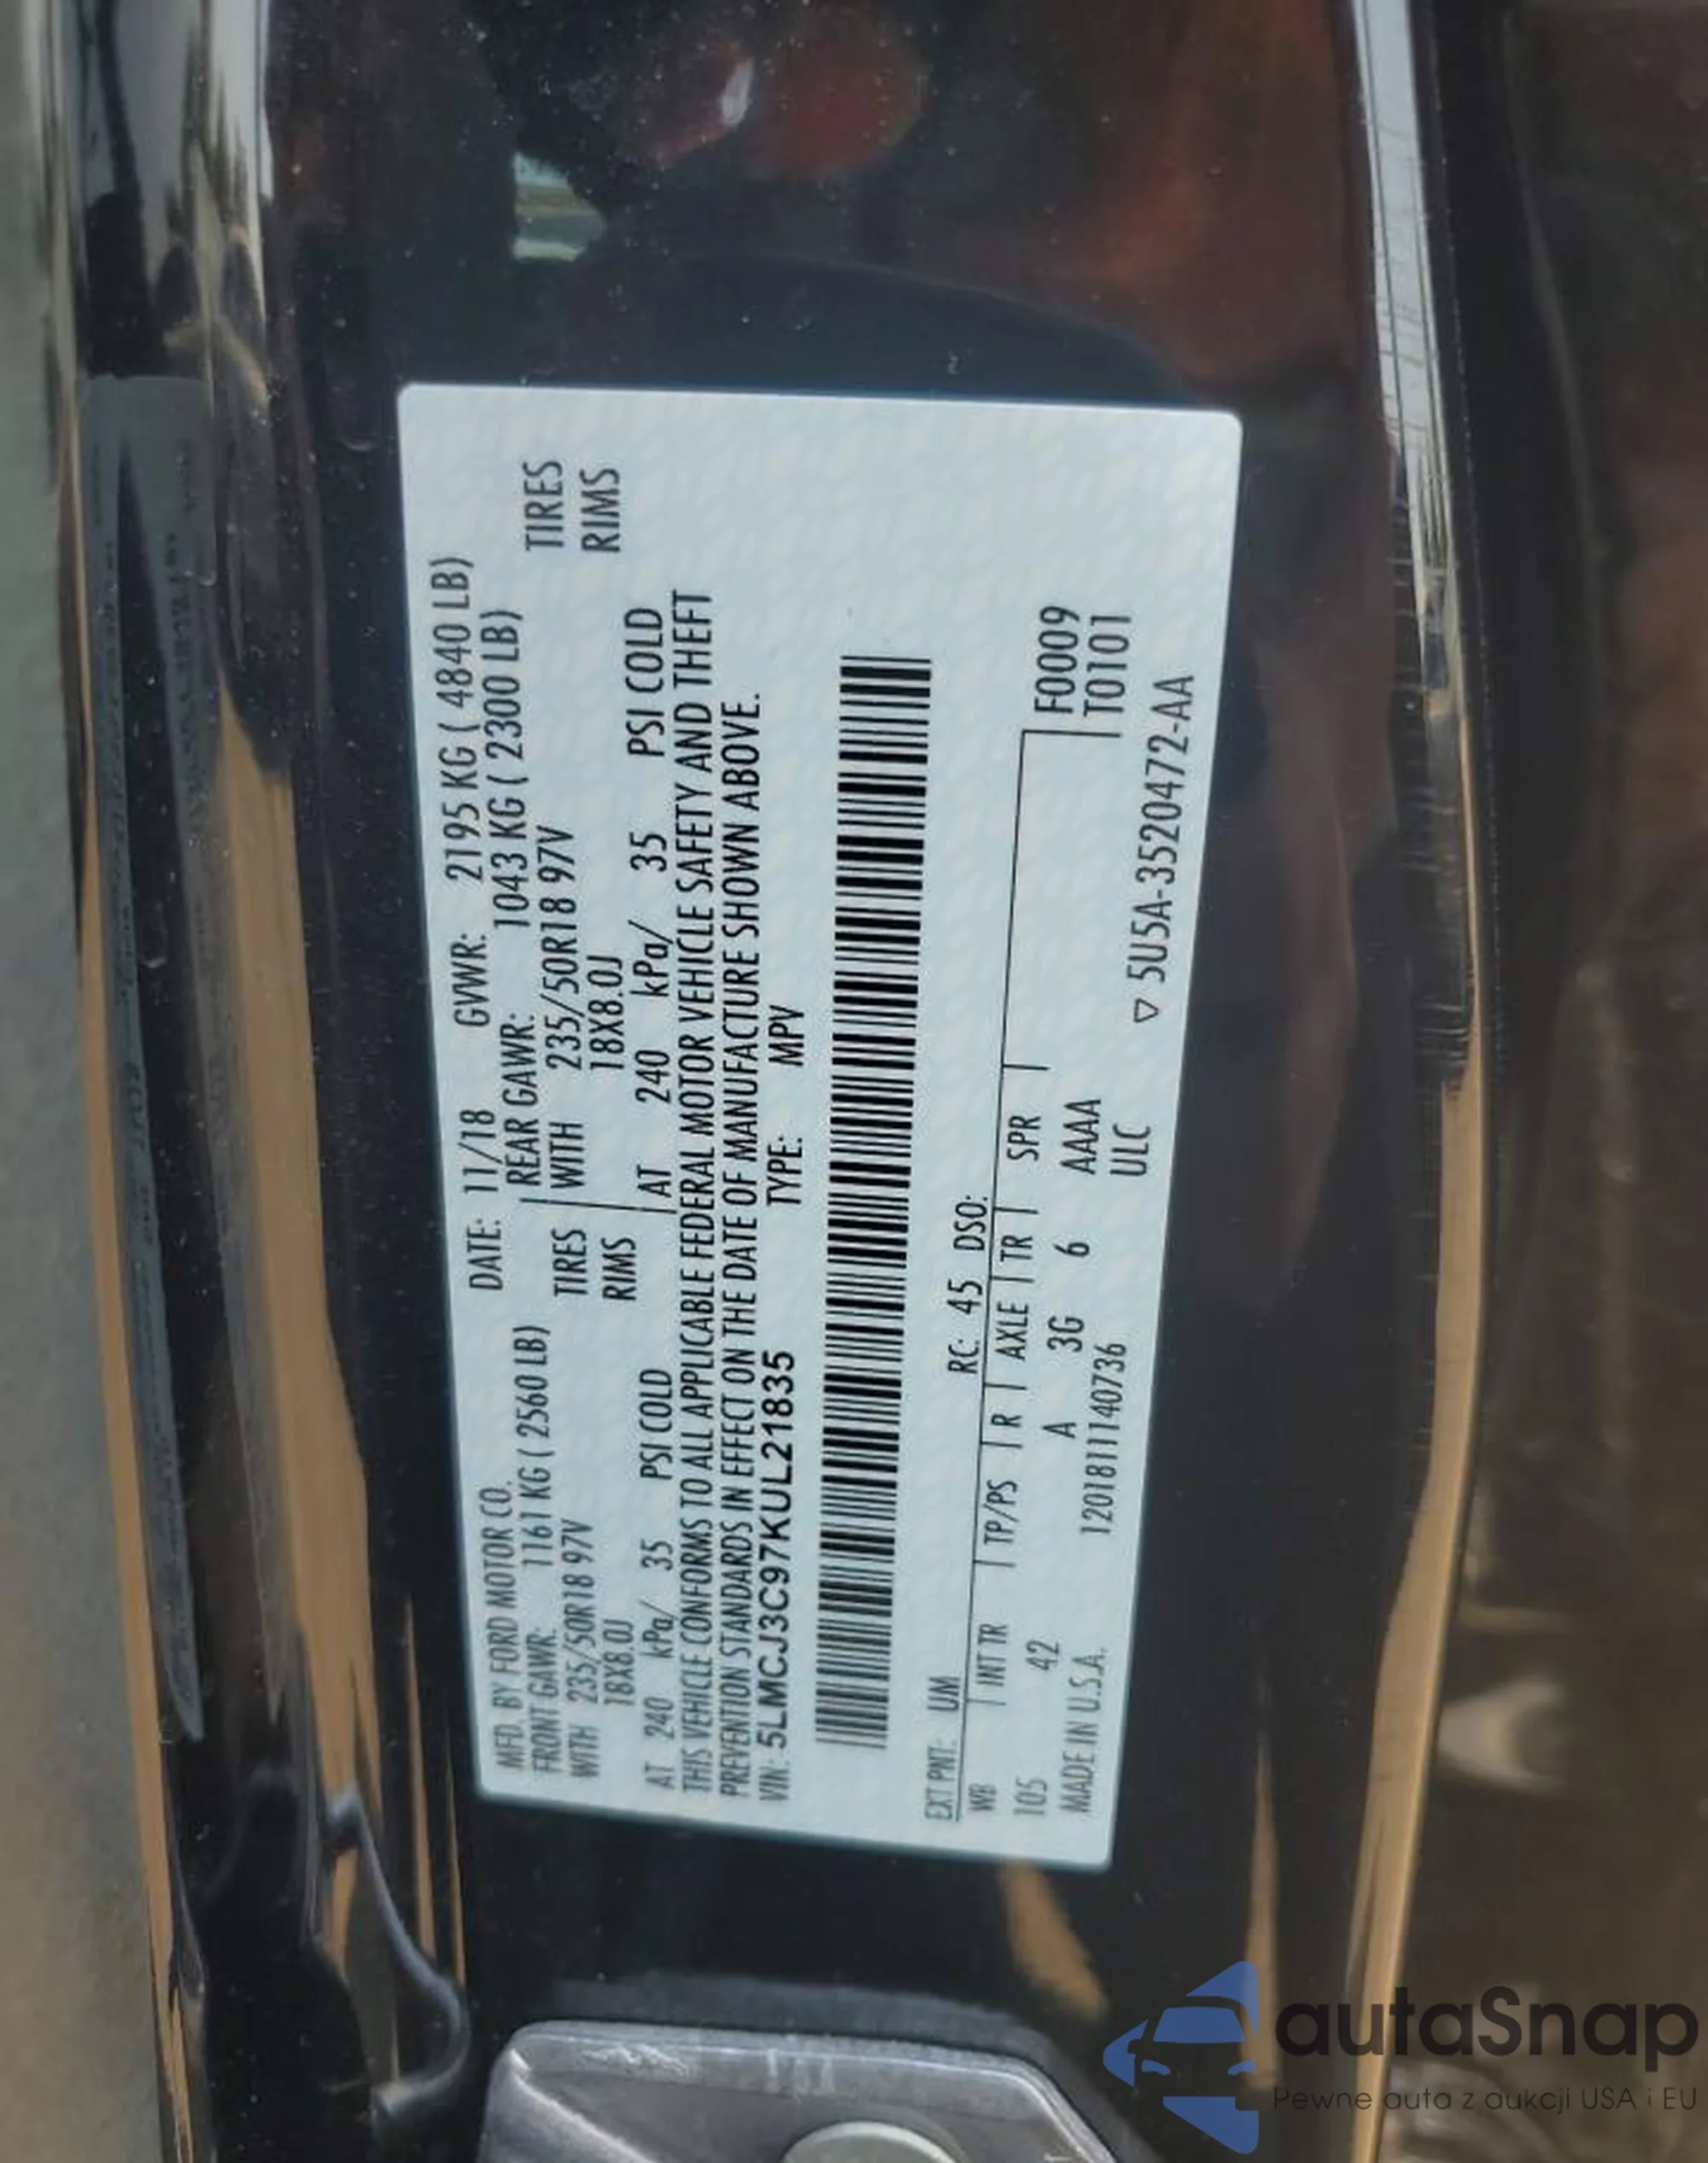 MFD. BY FORD MOTOR CO. DATE: 11/18 GVWR: 2195 KG ( 4840 LB)
FRONT GAWR: 1161 KG ( 2560 LB) REAR GAWR: 1043 KG ( 2300 LB)
WITH 235/50R18 97V TIRES WITH 235/50R18 97V TIRES
18X8.0J RIMS 18X8.0J RIMS
AT 240 kPa/ 35 PSI COLD AT 240 kPa/ 35 PSI COLD
THIS VEHICLE CONFORMS TO ALL APPLICABLE FEDERAL MOTOR VEHICLE SAFETY AND THEFT
PREVENTION STANDARDS IN EFFECT ON THE DATE OF MANUFACTURE SHOWN ABOVE.
VIN: 5LMCJ3C97KUL21835 TYPE: MPV
EXT PNT: UM RC: 45 DSO:
WB INT TR TP/PS R AXLE TR SPR F0009
105 42 A 3G 6 AAAA T0101
MADE IN U.S.A. 1201811140736 ULC
▽ 5U5A-3520472-AA
autaSnap
Pewne auta z aukcji USA i EU